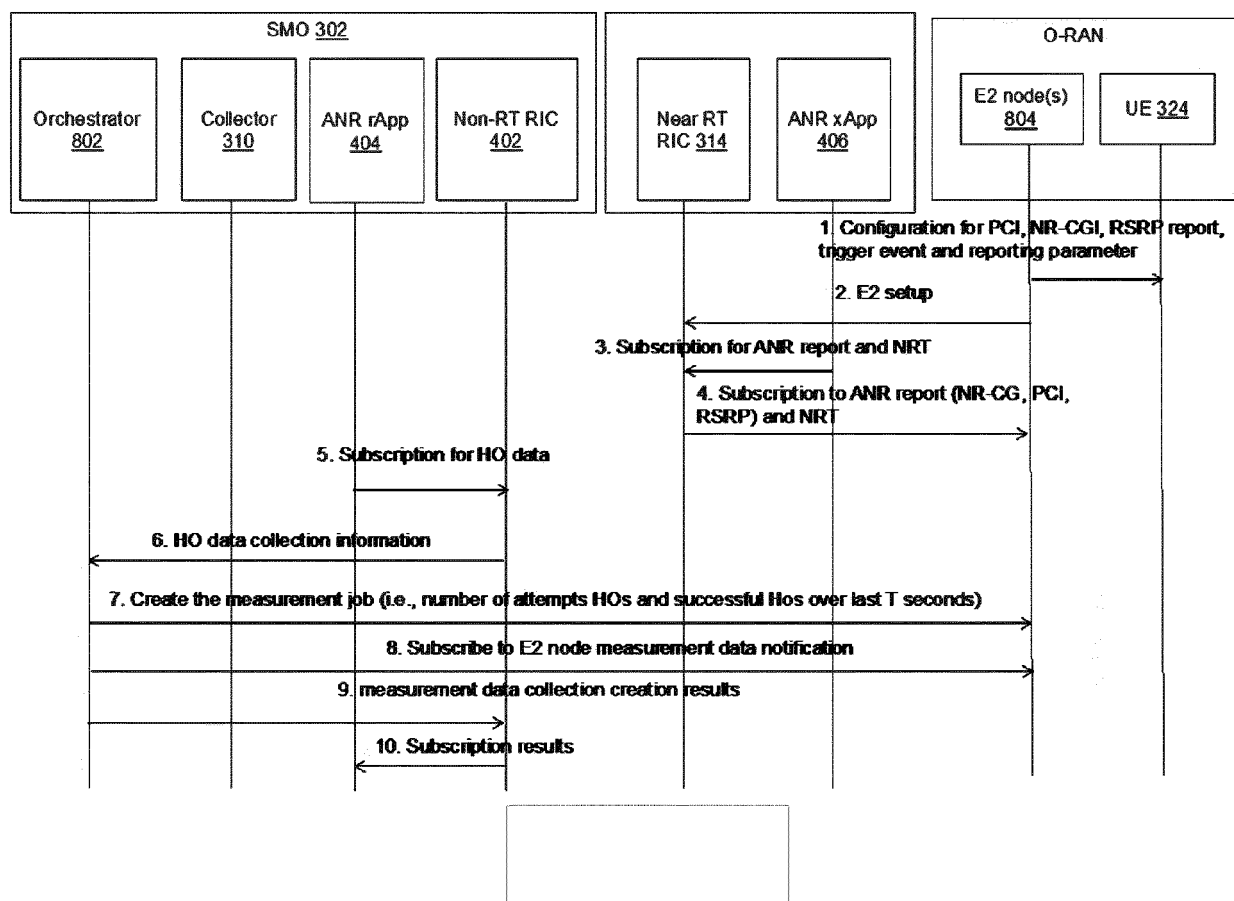 SMO 302
O-RAN
Orchestrator
802
Collector
310
ANR rApp
404
Non-RT RIC
402
Near RT
RIC 314
ANR xApp
406
E2 node(s)
804
UE 324
1. Configuration for PCI, NR-CGI, RSRP report,
trigger event and reporting parameter
2. E2 setup
3. Subscription for ANR report and NRT
4. Subscription to ANR report (NR-CG, PCI,
RSRP) and NRT
5. Subscription for HO data
6. HO data collection information
7. Create the measurement job (i.e., number of attempts HOs and successful Hos over last T seconds)
8. Subscribe to E2 node measurement data notification
9. measurement data collection creation results
10. Subscription results